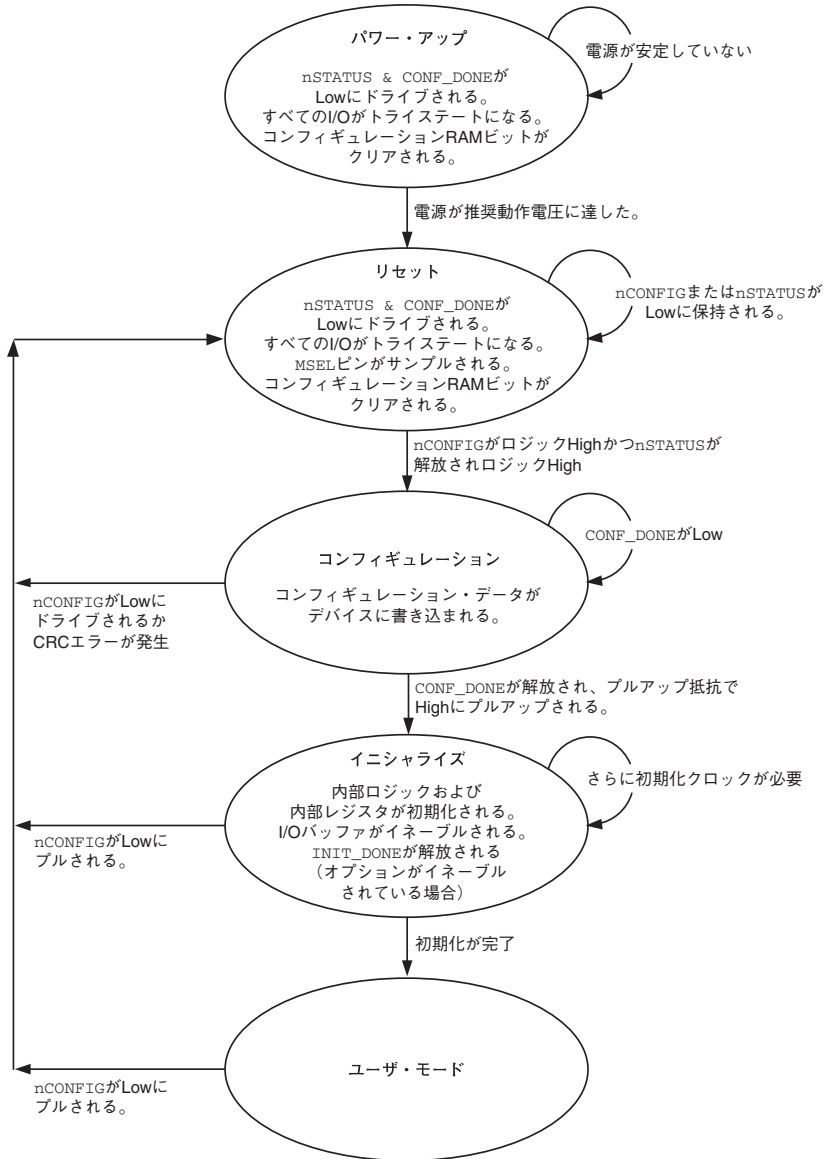 パワー・アップ
nSTATUS & CONF_DONEが
Lowにドライブされる。
すべてのI/Oがトライステートになる。
コンフィギュレーションRAMビットが
クリアされる。
電源が安定していない
電源が推奨動作電圧に達した。
リセット
nSTATUS & CONF_DONEが
Lowにドライブされる。
すべてのI/Oがトライステートになる。
MSELピンがサンプルされる。
コンフィギュレーションRAMビットが
クリアされる。
nCONFIGまたはnSTATUSが
Lowに保持される。
nCONFIGがロジックHighかつnSTATUSが
解放されロジックHigh
コンフィギュレーション
コンフィギュレーション・データが
デバイスに書き込まれる。
CONF_DONEがLow
nCONFIGがLowに
ドライブされるか
CRCエラーが発生
CONF_DONEが解放され、プルアップ抵抗で
Highにプルアップされる。
イニシャライズ
内部ロジックおよび
内部レジスタが初期化される。
I/Oバッファがイネーブルされる。
INIT_DONEが解放される
（オプションがイネーブル
されている場合）
さらに初期化クロックが必要
nCONFIGがLowに
プルされる。
初期化が完了
ユーザ・モード
nCONFIGがLowに
プルされる。